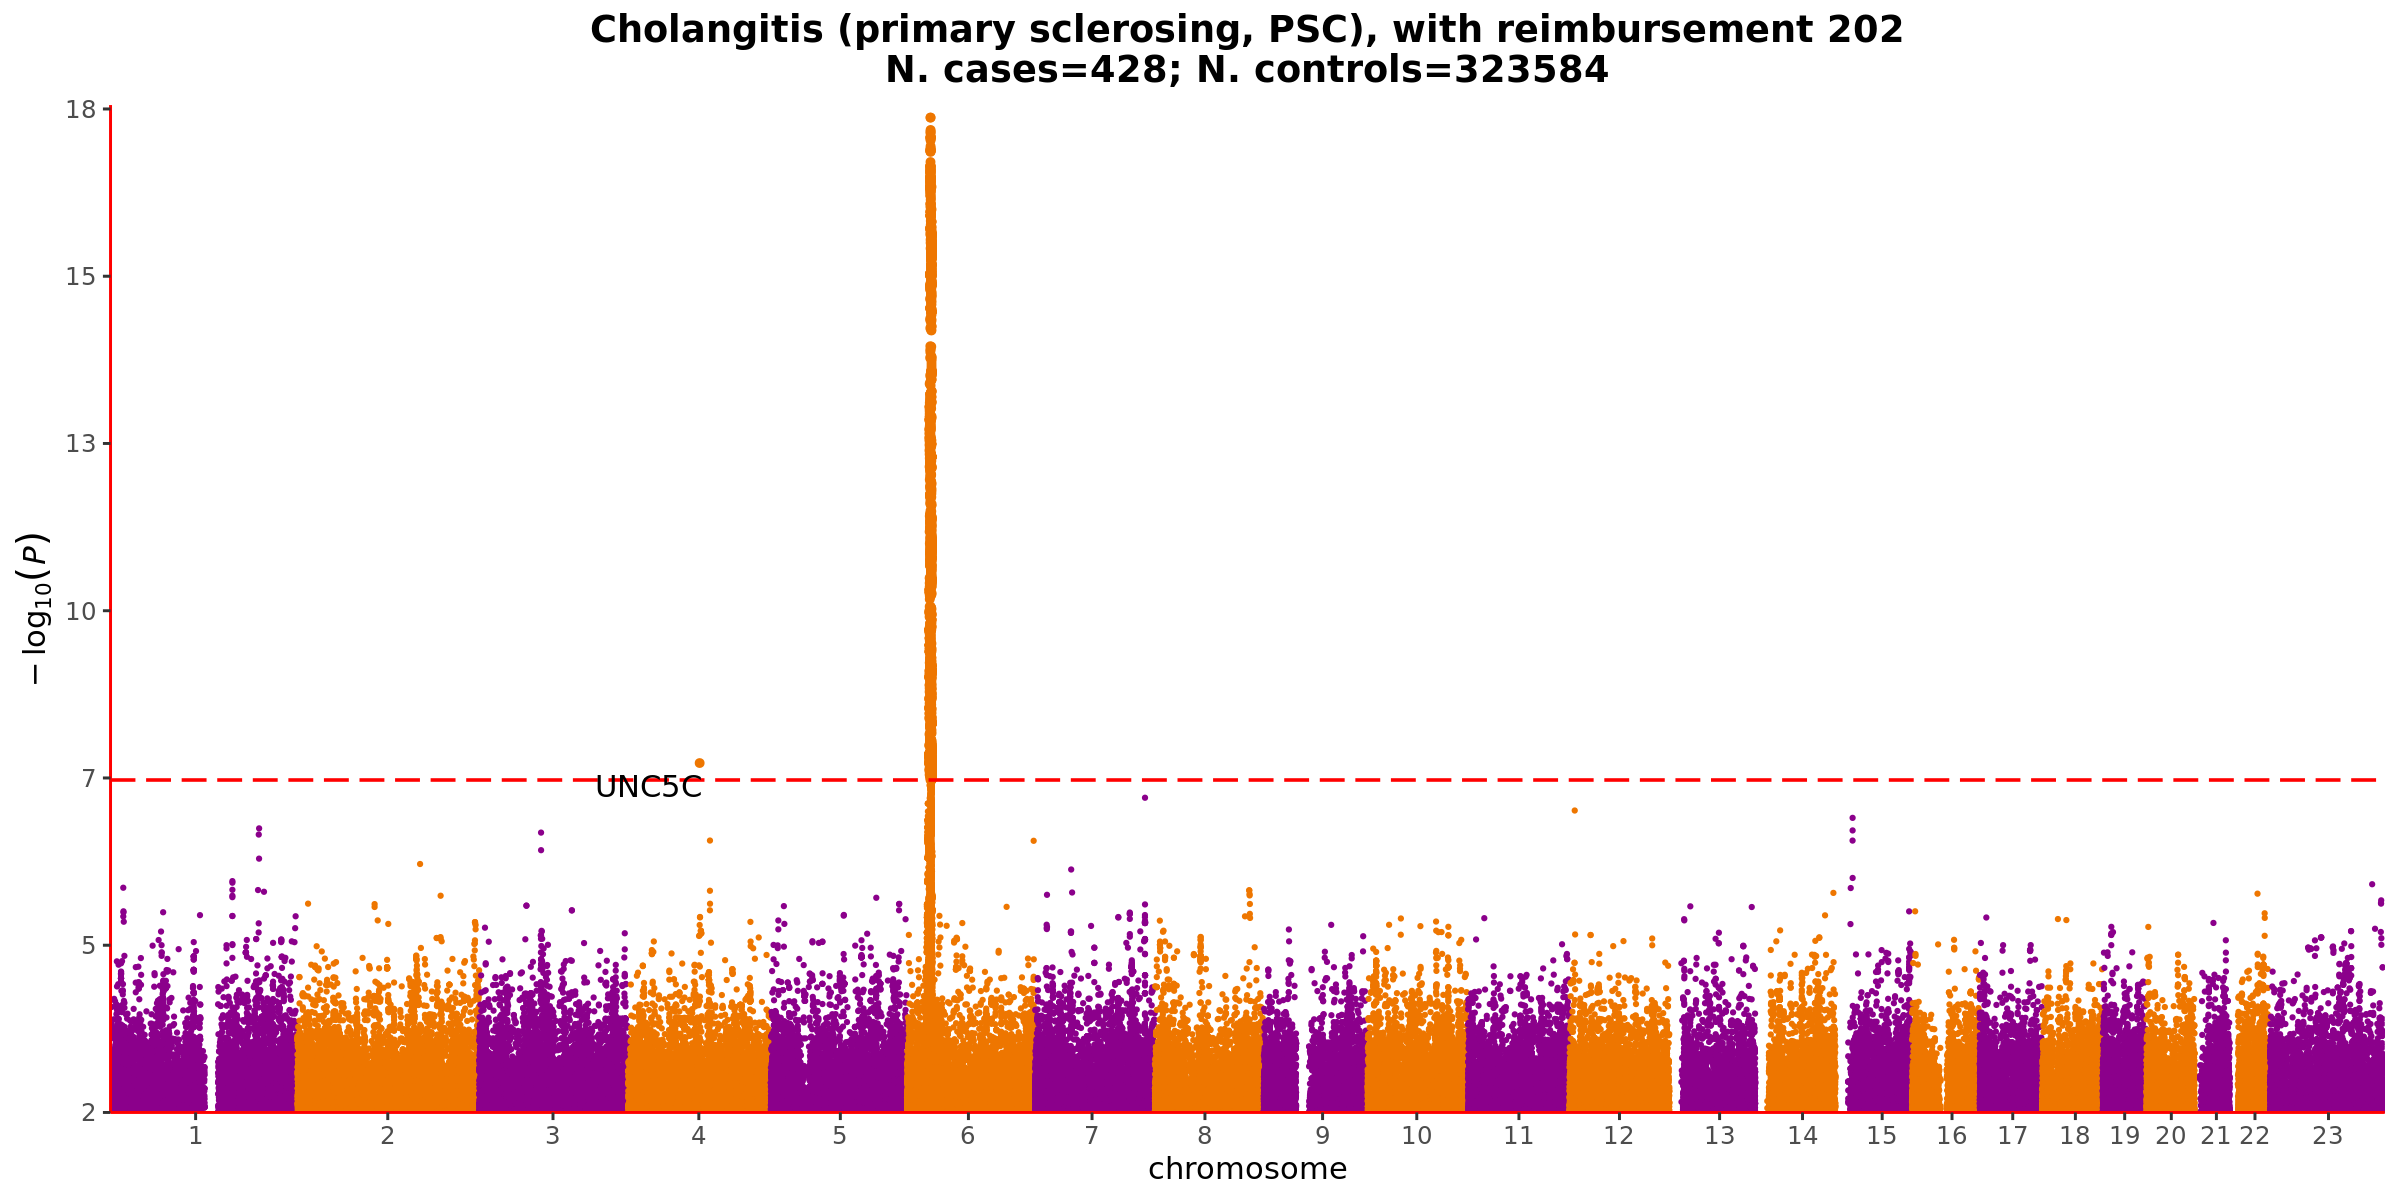 Cholangitis (primary sclerosing, PSC), with reimbursement 202
N. cases=428; N. controls=323584
18
15
13
10
7
5
2
−log₁₀(P)
UNC5C
1 2 3 4 5 6 7 8 9 10 11 12 13 14 15 16 17 18 19 20 21 22 23
chromosome